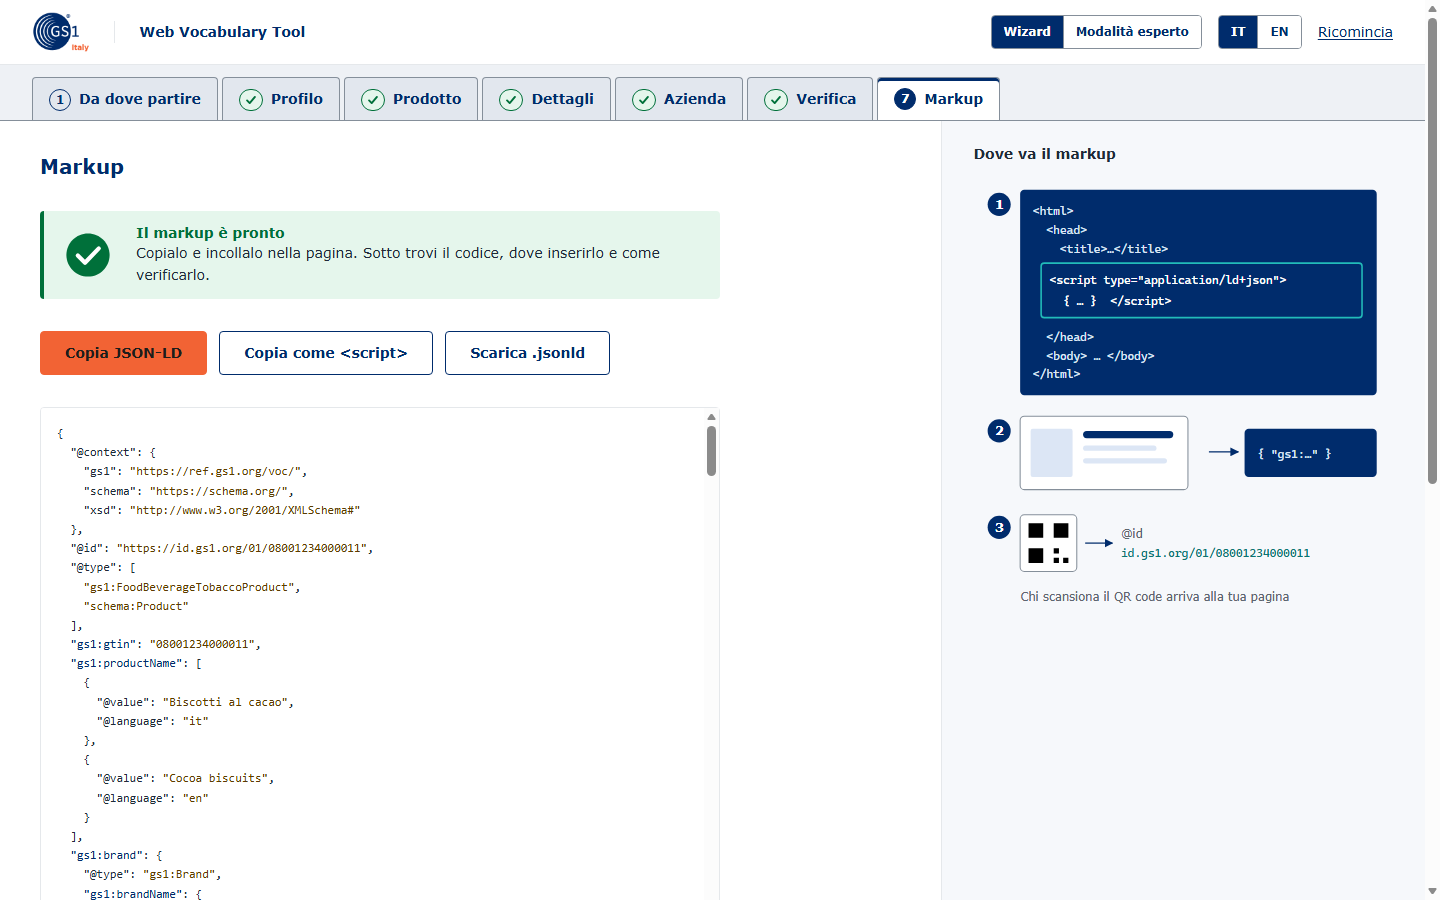 GS1
Italy
Web Vocabulary Tool
Wizard
Modalità esperto
IT
EN
Ricomincia
1 Da dove partire
Profilo
Prodotto
Dettagli
Azienda
Verifica
7 Markup
Markup
Il markup è pronto
Copialo e incollalo nella pagina. Sotto trovi il codice, dove inserirlo e come
verificarlo.
Copia JSON-LD
Copia come <script>
Scarica .jsonld
{
"@context": {
"gs1": "https://ref.gs1.org/voc/",
"schema": "https://schema.org/",
"xsd": "http://www.w3.org/2001/XMLSchema#"
},
"@id": "https://id.gs1.org/01/08001234000011",
"@type": [
"gs1:FoodBeverageTobaccoProduct",
"schema:Product"
],
"gs1:gtin": "08001234000011",
"gs1:productName": [
{
"@value": "Biscotti al cacao",
"@language": "it"
},
{
"@value": "Cocoa biscuits",
"@language": "en"
}
],
"gs1:brand": {
"@type": "gs1:Brand",
"gs1:brandName": {
Dove va il markup
1
<html>
<head>
<title>…</title>
<script type="application/ld+json">
{ … } </script>
</head>
<body> … </body>
</html>
2
{ "gs1:…" }
3
@id
id.gs1.org/01/08001234000011
Chi scansiona il QR code arriva alla tua pagina